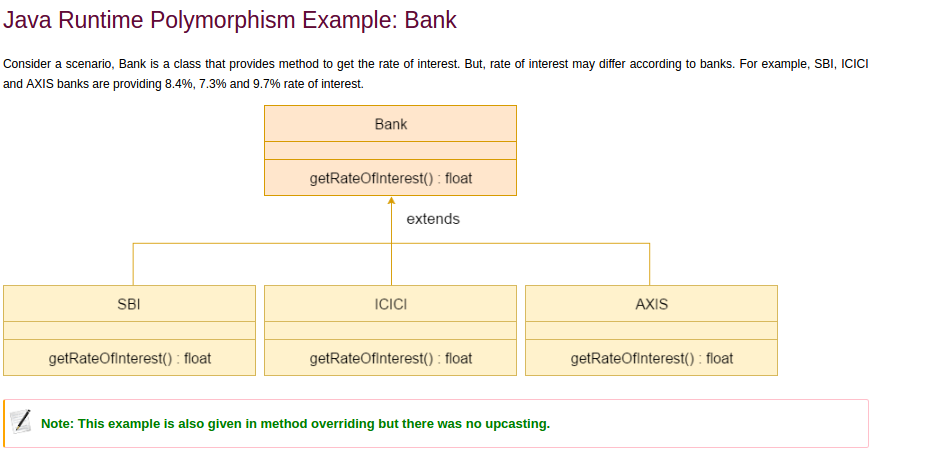 Java Runtime Polymorphism Example: Bank
Consider a scenario, Bank is a class that provides method to get the rate of interest. But, rate of interest may differ according to banks. For example, SBI, ICICI
and AXIS banks are providing 8.4%, 7.3% and 9.7% rate of interest.
Bank
getRateOfInterest() : float
extends
SBI
ICICI
AXIS
getRateOfInterest() : float
getRateOfInterest() : float
getRateOfInterest() : float
Note: This example is also given in method overriding but there was no upcasting.